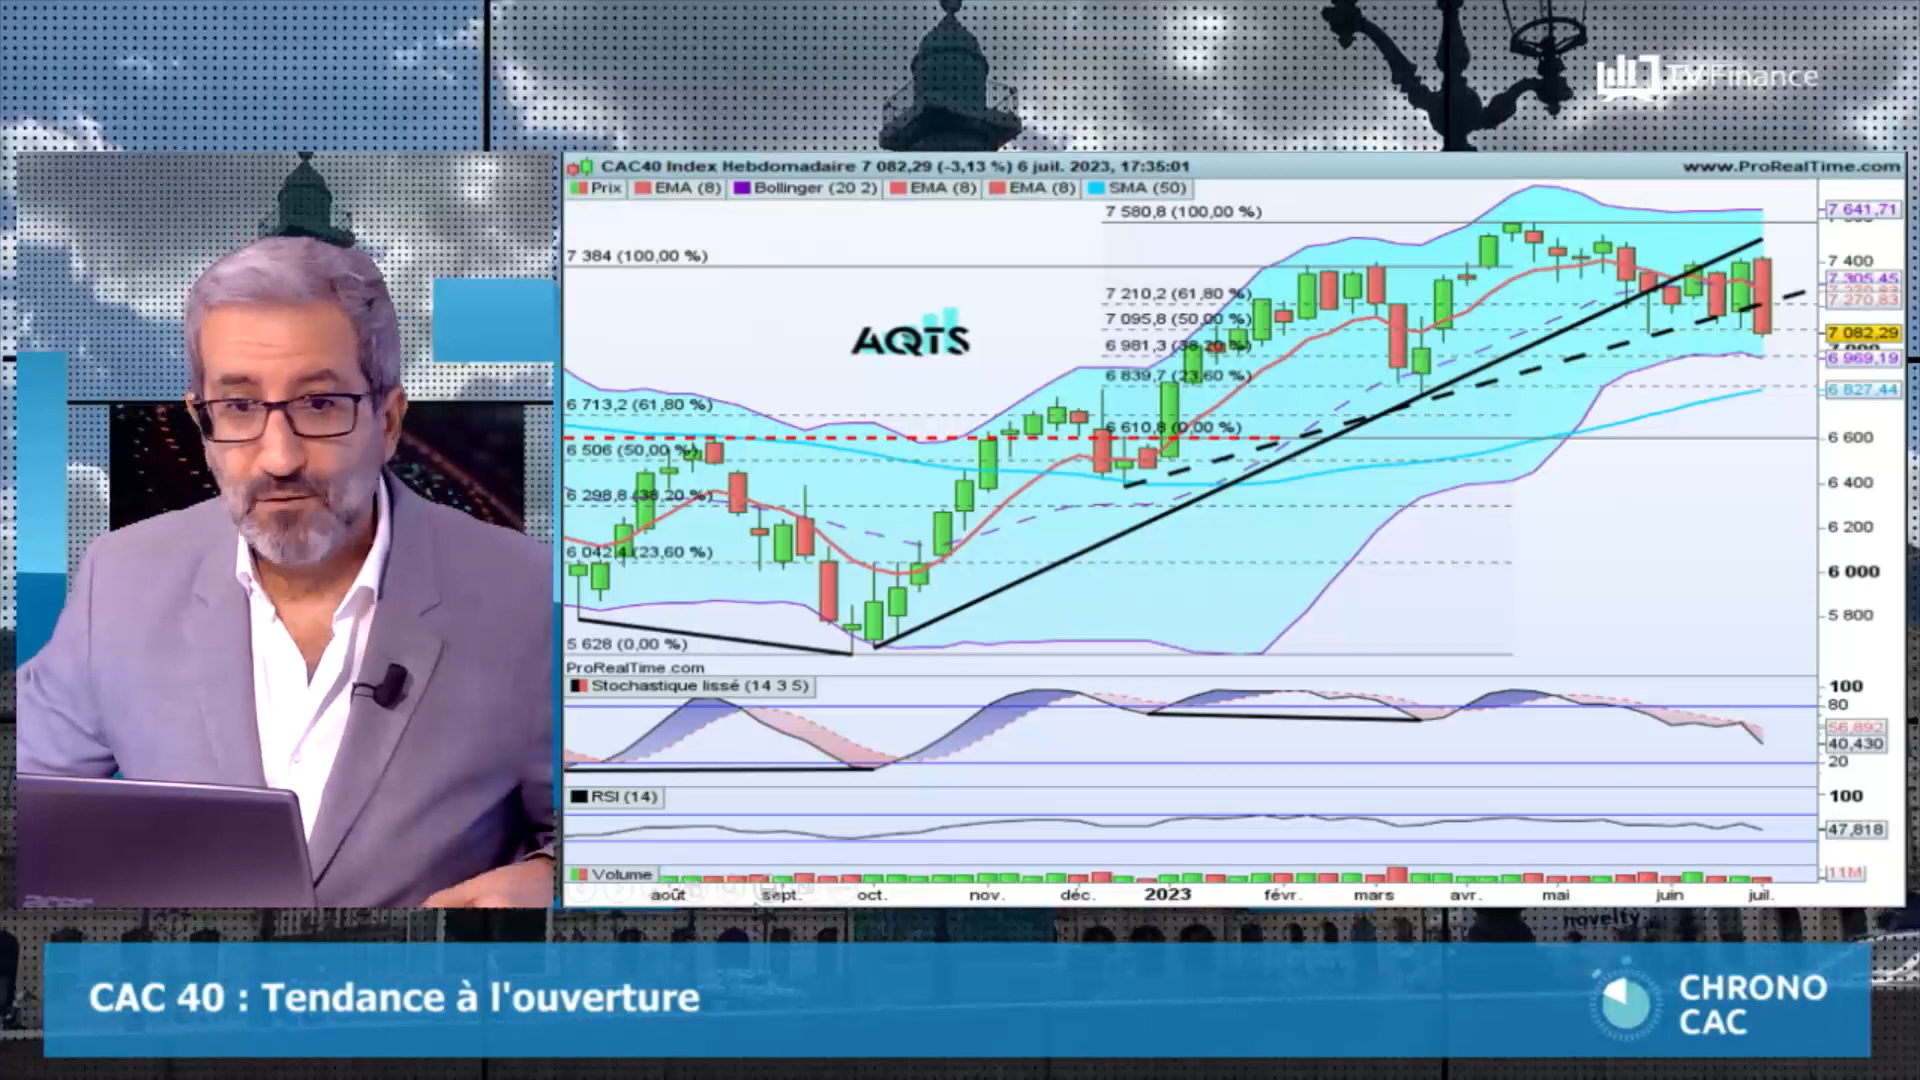 TV Finance
CAC40 Index Hebdomadaire 7 082,29 (-3,13 %) 6 juil. 2023, 17:35:01
www.ProRealTime.com
Prix
EMA (8)
Bollinger (20 2)
EMA (8)
EMA (8)
SMA (50)
7 580,8 (100,00 %)
7 384 (100,00 %)
7 210,2 (61,80 %)
7 095,8 (50,00 %)
6 981,3 (38,20 %)
6 839,7 (23,60 %)
6 713,2 (61,80 %)
6 610,8 (0,00 %)
6 506 (50,00 %)
6 298,8 (38,20 %)
6 042,4 (23,60 %)
5 628 (0,00 %)
AQTS
7 641,71
7 400
7 305,45
7 270,83
7 082,29
6 969,19
6 827,44
6 600
6 400
6 200
6 000
5 800
ProRealTime.com
Stochastique lissé (14 3 5)
100
80
56,892
40,430
20
RSI (14)
100
47,818
Volume
11M
août
sept.
oct.
nov.
déc.
2023
févr.
mars
avr.
mai
juin
juil.
acer
novelty
CAC 40 : Tendance à l'ouverture
CHRONO
CAC